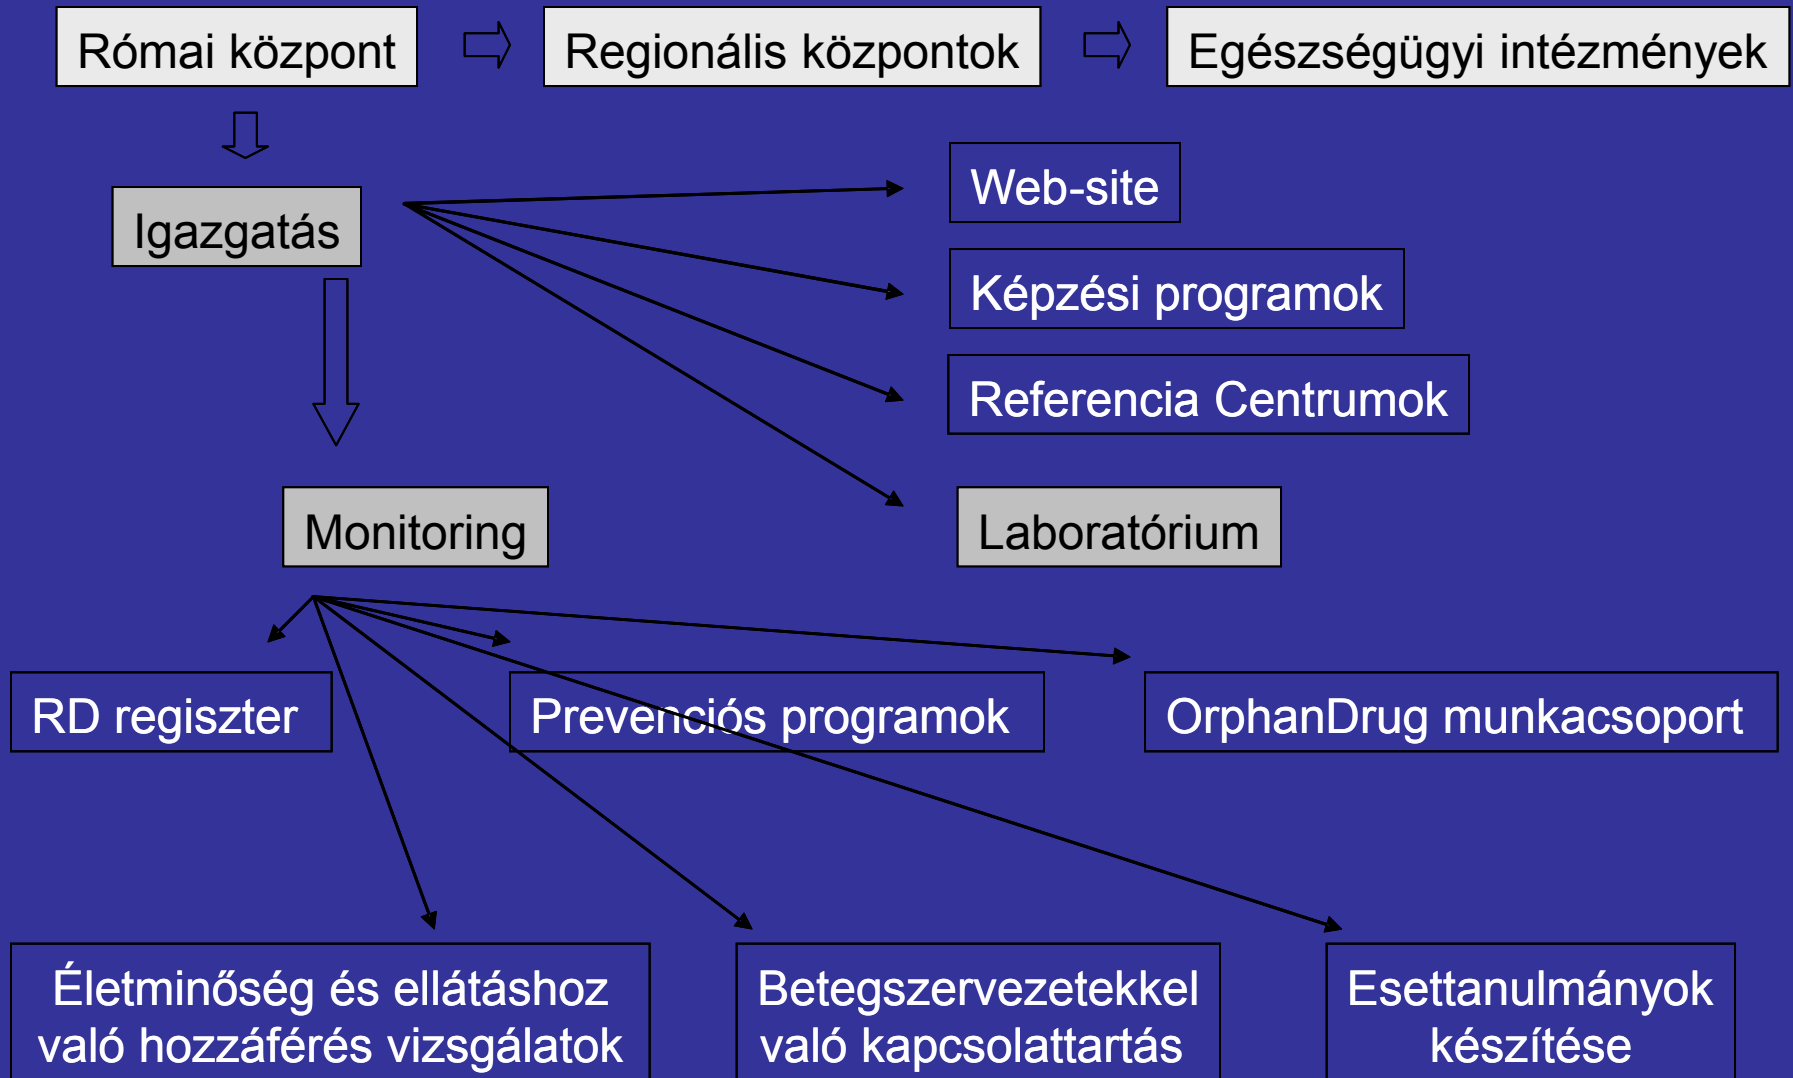 Római központ
Regionális központok
Egészségügyi intézmények
Web-site
Igazgatás
Képzési programok
Referencia Centrumok
Monitoring
Laboratórium
RD regiszter
Prevenciós programok
OrphanDrug munkacsoport
Életminőség és ellátáshoz
való hozzáférés vizsgálatok
Betegszervezetekkel
való kapcsolattartás
Esettanulmányok
készítése